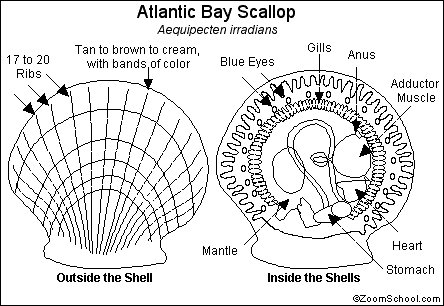 Atlantic Bay Scallop
Aequipecten irradians
17 to 20
Ribs
Tan to brown to cream,
with bands of color
Blue Eyes
Gills
Anus
Adductor
Muscle
Mantle
Heart
Stomach
Outside the Shell
Inside the Shells
©ZoomSchool.com